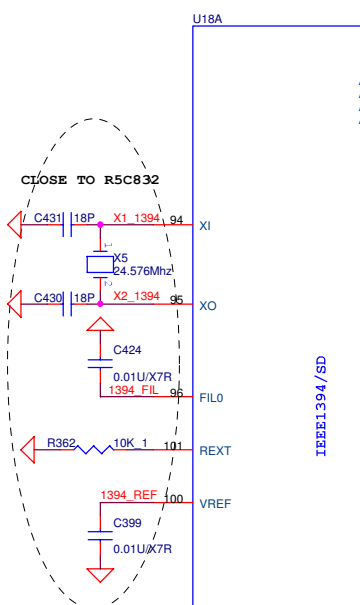 U18A
CLOSE TO R5C832
C431 18P X1_1394 94 XI
1
X5
24.576Mhz
2
C430 18P X2_1394 95 XO
C424
0.01U/X7R
1394_FIL 96 FIL0
R362 10K_1 101 REXT
1394_REF 100 VREF
C399
0.01U/X7R
IEEE1394/SD